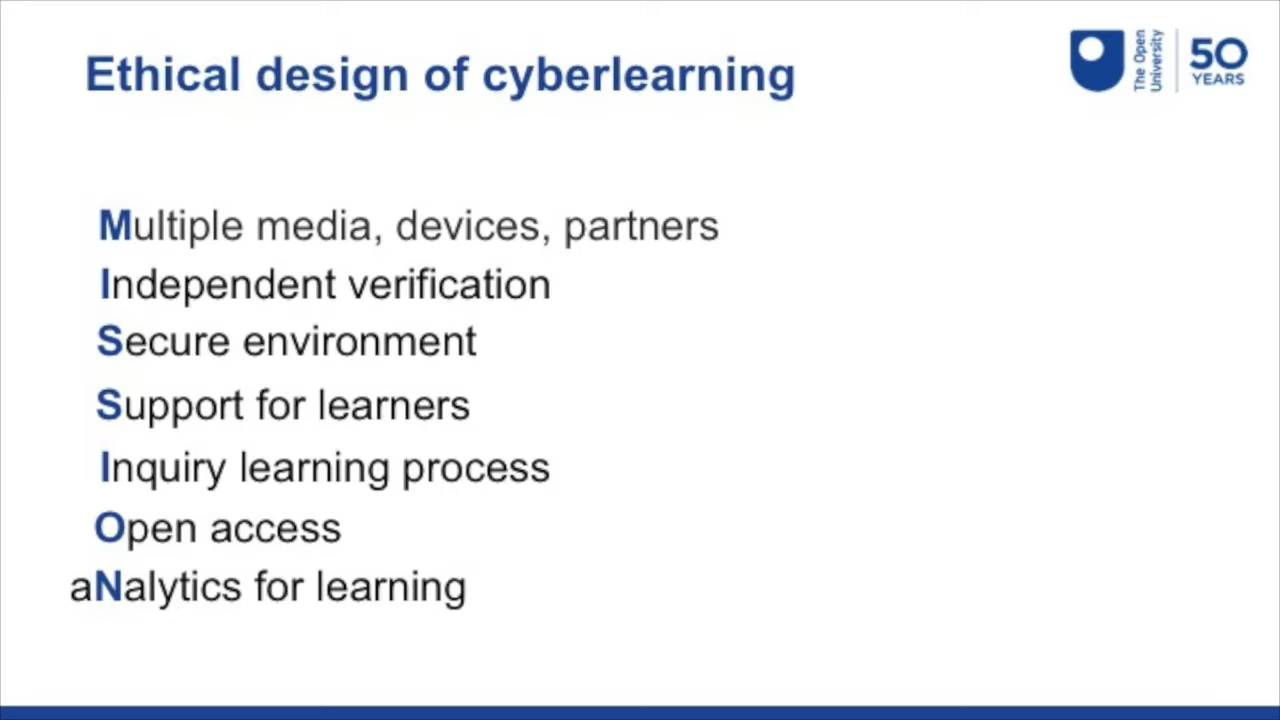 Ethical design of cyberlearning
The Open
University
50
YEARS
Multiple media, devices, partners
Independent verification
Secure environment
Support for learners
Inquiry learning process
Open access
aNalytics for learning